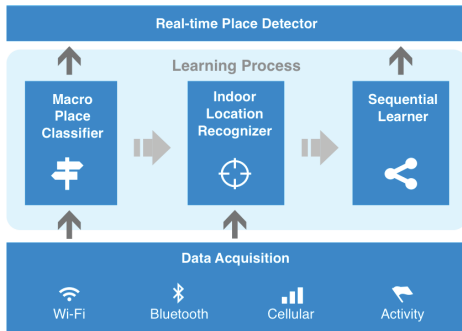 Real-time Place Detector
Learning Process
Macro
Place
Classifier
Indoor
Location
Recognizer
Sequential
Learner
Data Acquisition
Wi-Fi
Bluetooth
Cellular
Activity